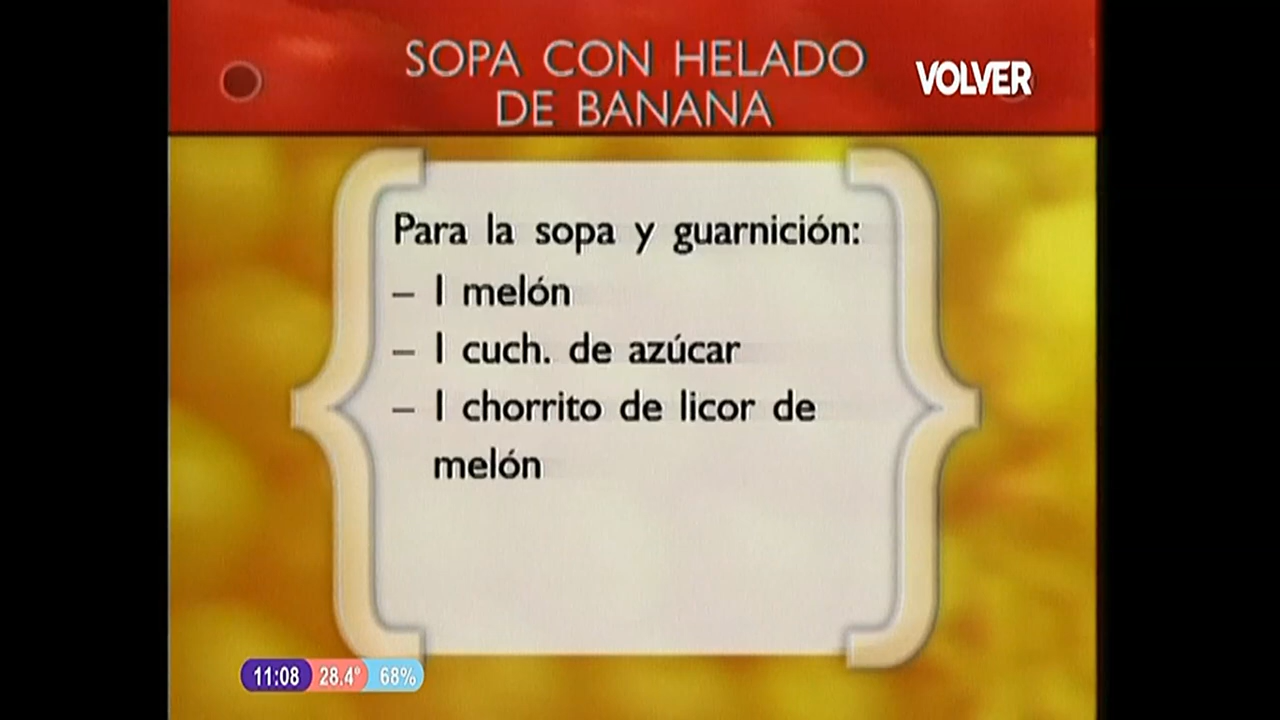 SOPA CON HELADO
DE BANANA
VOLVER
Para la sopa y guarnición:
– 1 melón
– 1 cuch. de azúcar
– 1 chorrito de licor de
melón
11:08 28.4° 68%